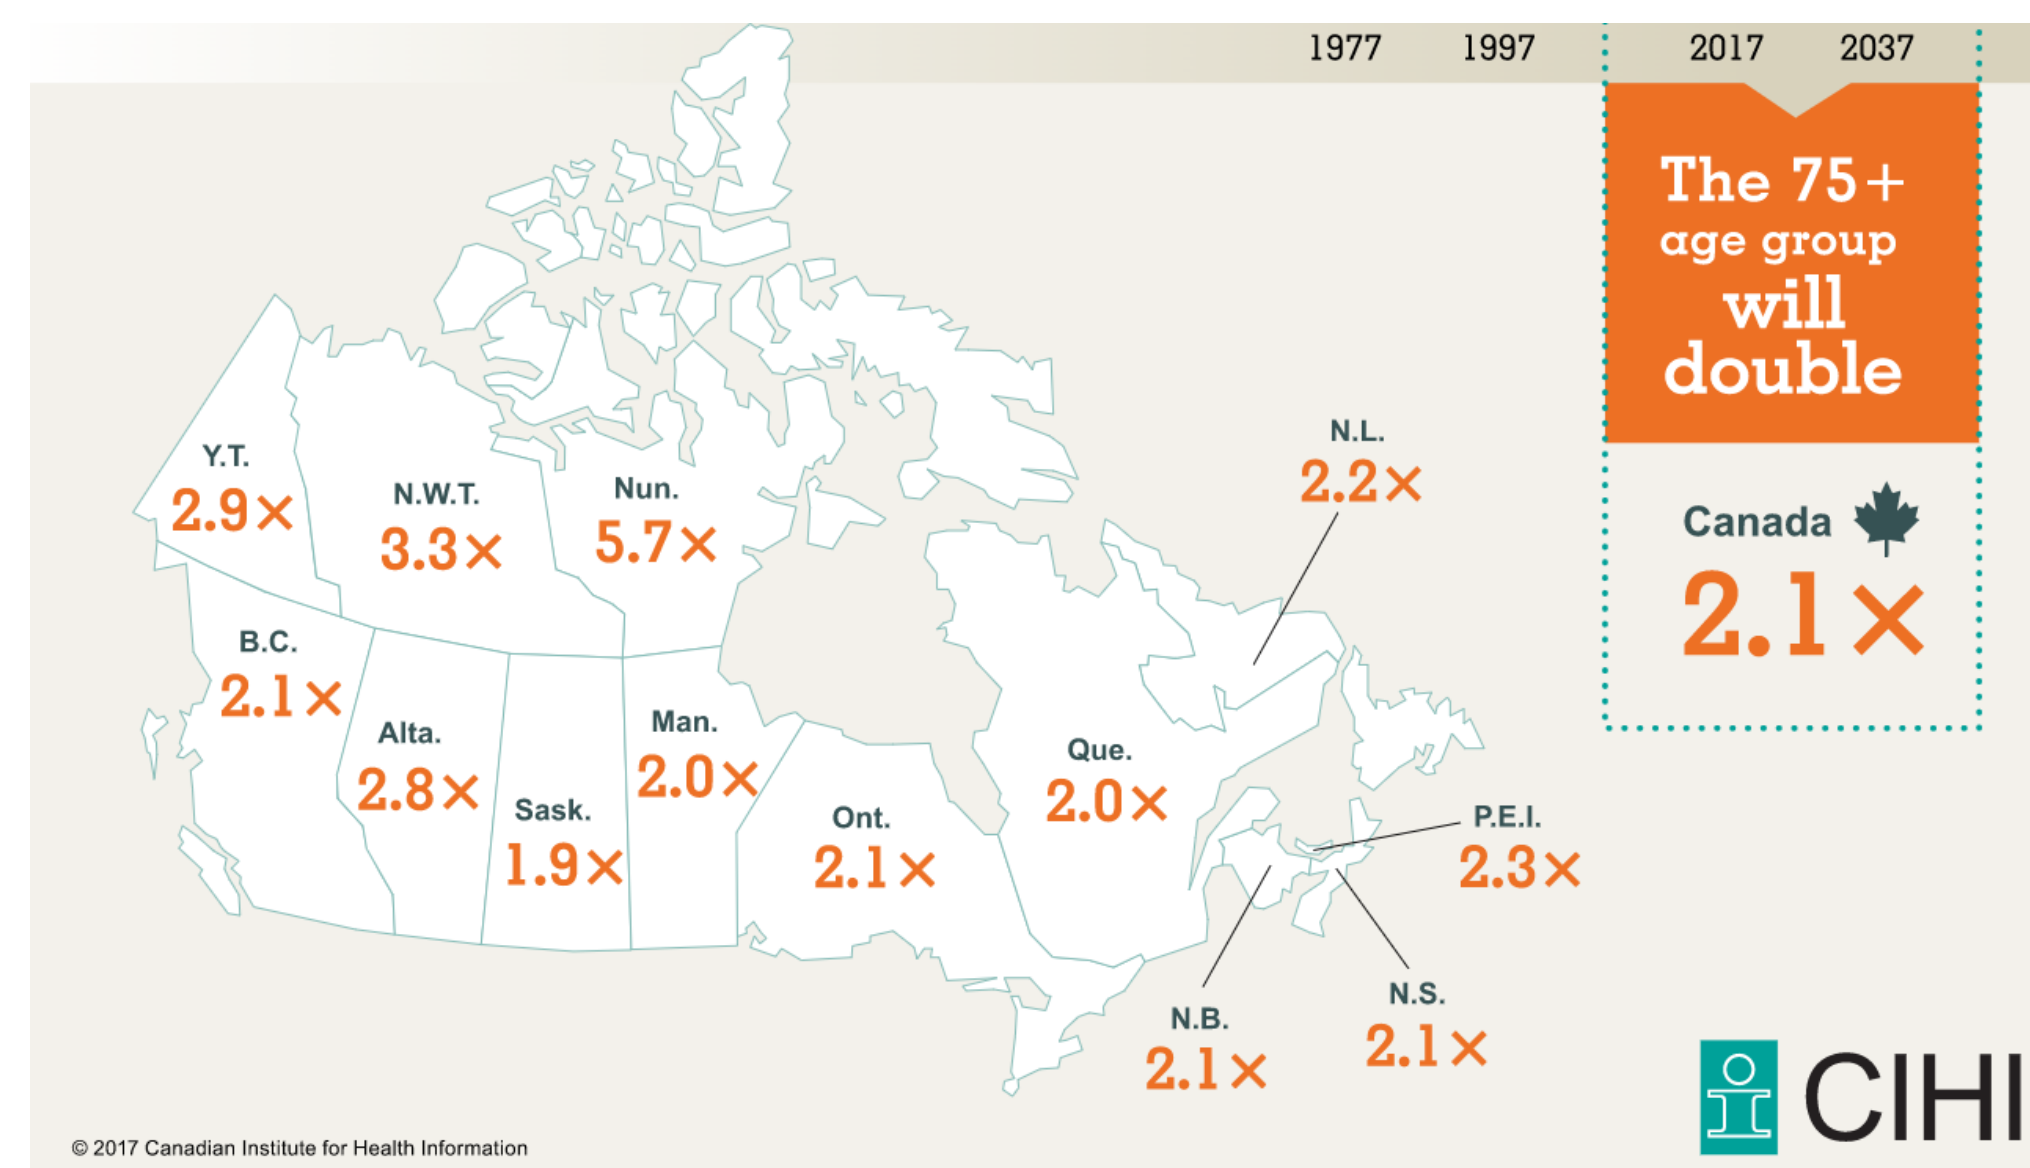 1977 1997 2017 2037
The 75+
age group
will
double
Canada
2.1×
Y.T.
2.9×
N.W.T.
3.3×
Nun.
5.7×
N.L.
2.2×
B.C.
2.1×
Alta.
2.8×
Sask.
1.9×
Man.
2.0×
Ont.
2.1×
Que.
2.0×
P.E.I.
2.3×
N.B.
2.1×
N.S.
2.1×
CIHI
© 2017 Canadian Institute for Health Information